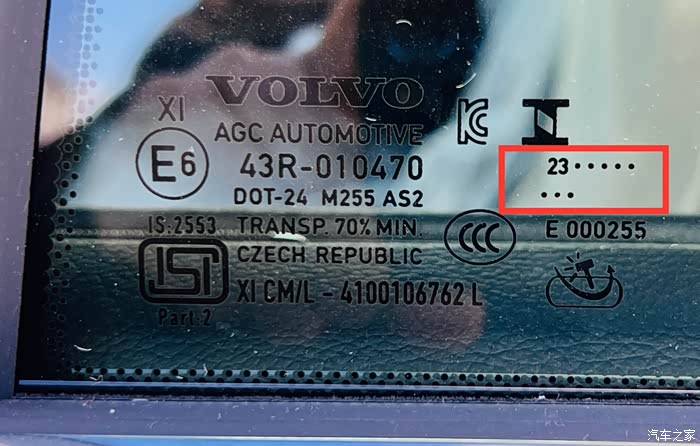 VOLVO
XI
AGC AUTOMOTIVE
E6
43R-010470
23·····
···
DOT-24 M255 AS2
IS:2553 TRANSP. 70% MIN.
CCC
E 000255
ISI
CZECH REPUBLIC
XI CM/L - 4100106762 L
Part:2
汽车之家